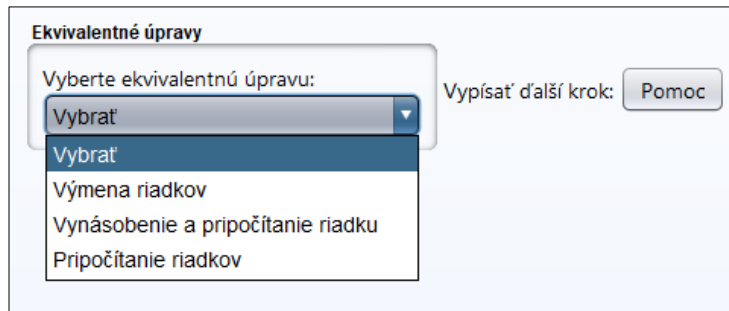 Ekvivalentné úpravy
Vyberte ekvivalentnú úpravu:
Vybrať
Vypísať ďalší krok: Pomoc
Vybrať
Výmena riadkov
Vynásobenie a pripočítanie riadku
Pripočítanie riadkov